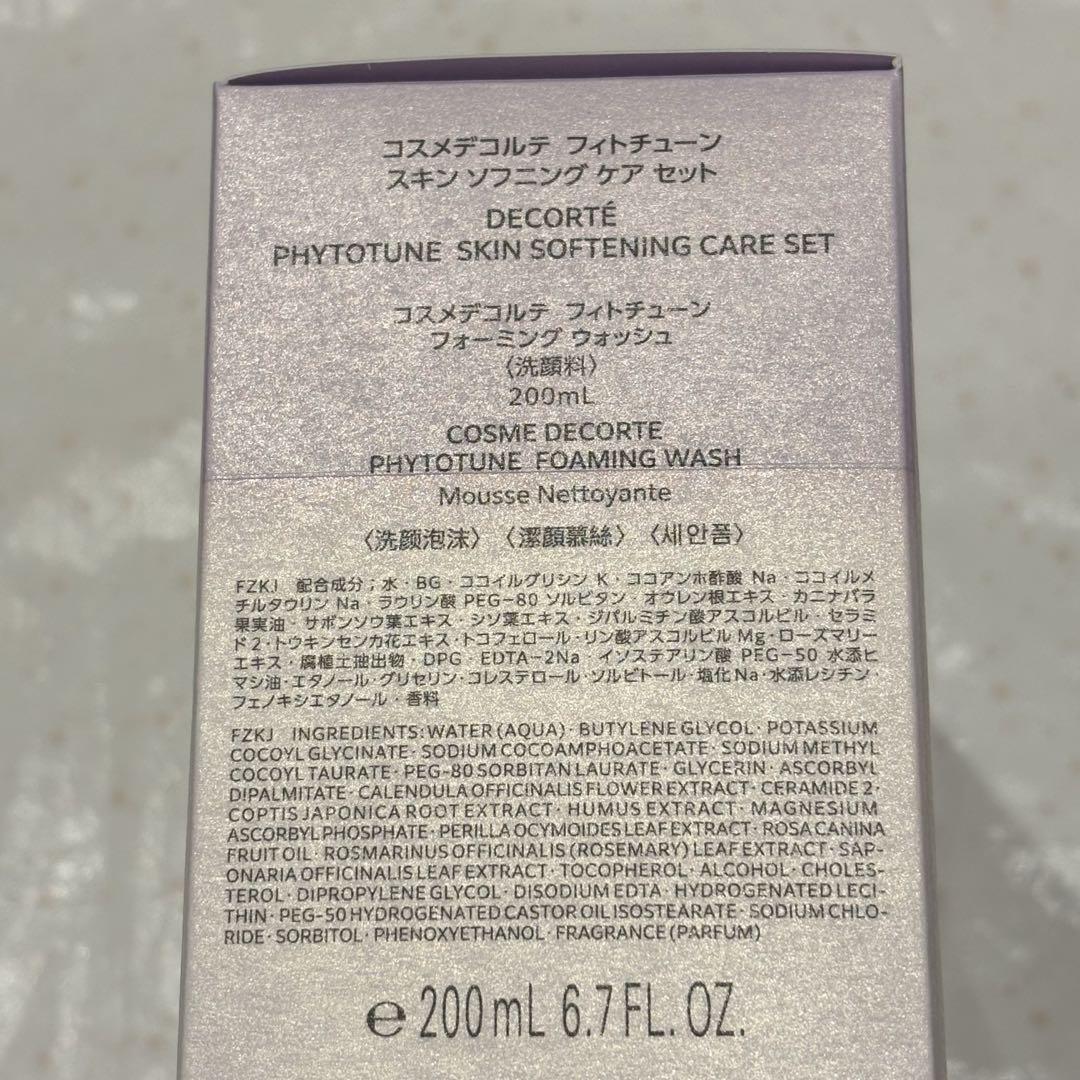 コスメデコルテ フィトチューン
スキン ソフニング ケア セット
DECORTÉ
PHYTOTUNE SKIN SOFTENING CARE SET
コスメデコルテ フィトチューン
フォーミング ウォッシュ
〈洗顔料〉
200mL
COSME DECORTE
PHYTOTUNE FOAMING WASH
Mousse Nettoyante
〈洗颜泡沫〉〈潔顏慕絲〉〈세안폼〉
FZKJ 配合成分；水・BG・ココイルグリシン K・ココアンホ酢酸 Na・ココイルメ
チルタウリン Na・ラウリン酸 PEG-80 ソルビタン・オウレン根エキス・カニナバラ
果実油・サボンソウ葉エキス・シソ葉エキス・ジパルミチン酸アスコルビル・セラミ
ド2・トウキンセンカ花エキス・トコフェロール・リン酸アスコルビル Mg・ローズマリー
エキス・腐植土抽出物・DPG・EDTA-2Na・イソステアリン酸 PEG-50 水添ヒ
マシ油・エタノール・グリセリン・コレステロール・ソルビトール・塩化 Na・水添レシチン・
フェノキシエタノール・香料
FZKJ INGREDIENTS: WATER (AQUA)・BUTYLENE GLYCOL・POTASSIUM
COCOYL GLYCINATE・SODIUM COCOAMPHOACETATE・SODIUM METHYL
COCOYL TAURATE・PEG-80 SORBITAN LAURATE・GLYCERIN・ASCORBYL
DIPALMITATE・CALENDULA OFFICINALIS FLOWER EXTRACT・CERAMIDE 2・
COPTIS JAPONICA ROOT EXTRACT・HUMUS EXTRACT・MAGNESIUM
ASCORBYL PHOSPHATE・PERILLA OCYMOIDES LEAF EXTRACT・ROSA CANINA
FRUIT OIL・ROSMARINUS OFFICINALIS (ROSEMARY) LEAF EXTRACT・SAP-
ONARIA OFFICINALIS LEAF EXTRACT・TOCOPHEROL・ALCOHOL・CHOLES-
TEROL・DIPROPYLENE GLYCOL・DISODIUM EDTA・HYDROGENATED LECI-
THIN・PEG-50 HYDROGENATED CASTOR OIL ISOSTEARATE・SODIUM CHLO-
RIDE・SORBITOL・PHENOXYETHANOL・FRAGRANCE (PARFUM)
℮ 200 mL 6.7 FL. OZ.